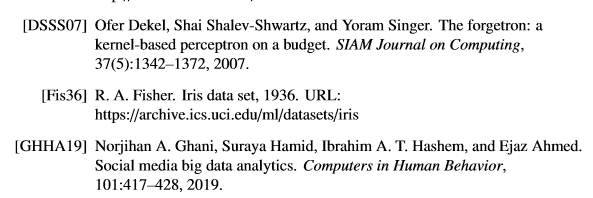 [DSSS07] Ofer Dekel, Shai Shalev-Shwartz, and Yoram Singer. The forgetron: a
kernel-based perceptron on a budget. SIAM Journal on Computing,
37(5):1342–1372, 2007.
[Fis36] R. A. Fisher. Iris data set, 1936. URL:
https://archive.ics.uci.edu/ml/datasets/iris
[GHHA19] Norjihan A. Ghani, Suraya Hamid, Ibrahim A. T. Hashem, and Ejaz Ahmed.
Social media big data analytics. Computers in Human Behavior,
101:417–428, 2019.